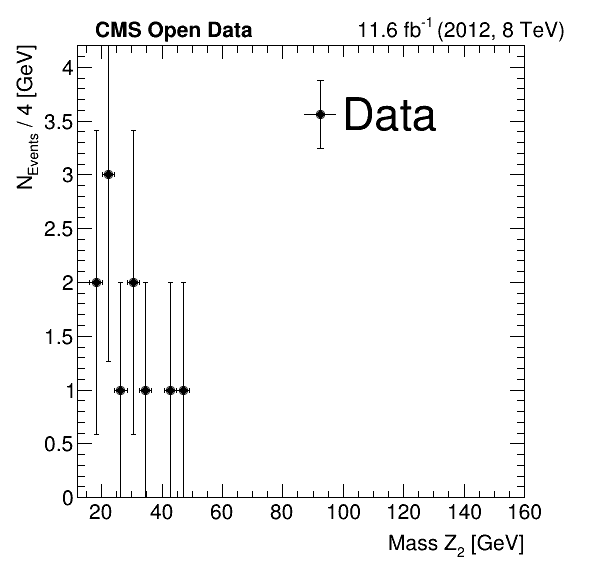 CMS Open Data
11.6 fb⁻¹ (2012, 8 TeV)
N_Events / 4 [GeV]
4
3.5
3
2.5
2
1.5
1
0.5
0
Data
20 40 60 80 100 120 140 160
Mass Z₂ [GeV]